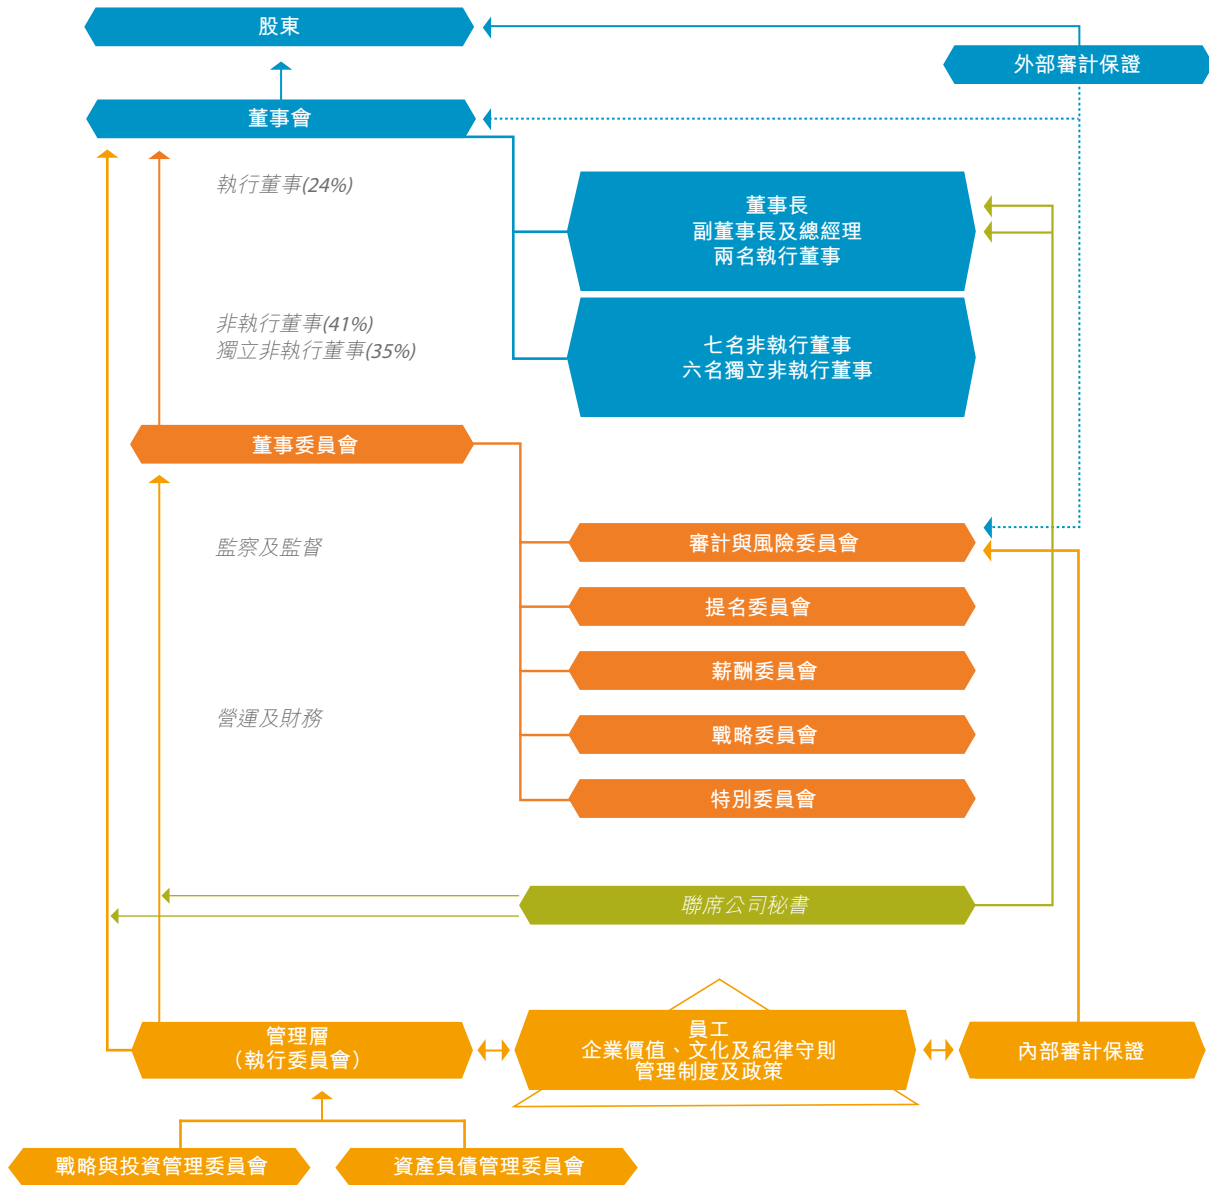 股東
外部審計保證
董事會
執行董事(24%)
董事長
副董事長及總經理
兩名執行董事
非執行董事(41%)
獨立非執行董事(35%)
七名非執行董事
六名獨立非執行董事
董事委員會
監察及監督
審計與風險委員會
提名委員會
薪酬委員會
營運及財務
戰略委員會
特別委員會
聯席公司秘書
管理層
（執行委員會）
員工
企業價值、文化及紀律守則
管理制度及政策
內部審計保證
戰略與投資管理委員會
資產負債管理委員會